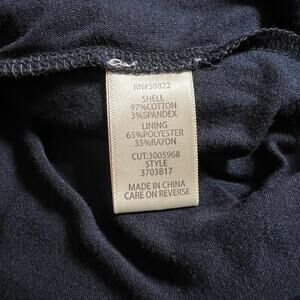 RN#58822
SHELL
97%COTTON
3%SPANDEX
LINING
65%POLYESTER
35%RAYON
CUT:3005968
STYLE
3703B17
MADE IN CHINA
CARE ON REVERSE